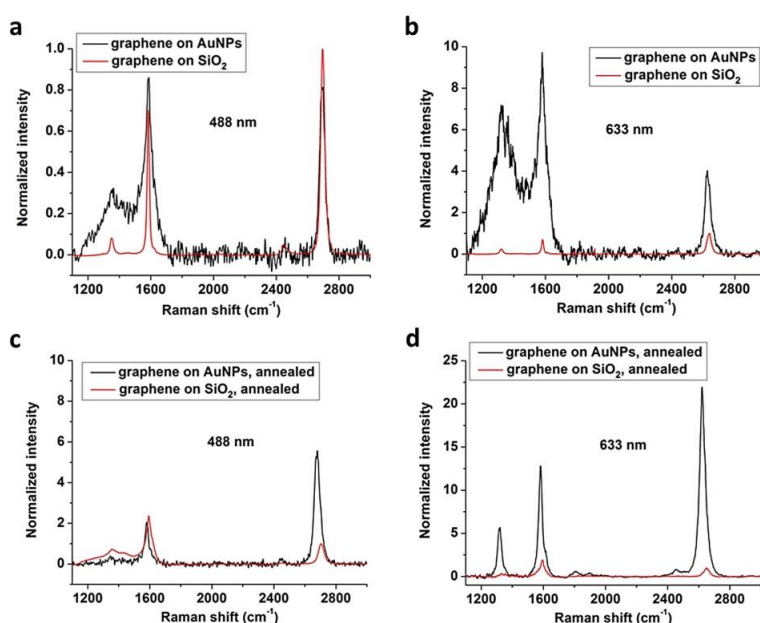 a
graphene on AuNPs
graphene on SiO₂
488 nm
Normalized intensity
1.0
0.8
0.6
0.4
0.2
0.0
1200 1600 2000 2400 2800
Raman shift (cm⁻¹)
b
graphene on AuNPs
graphene on SiO₂
633 nm
Normalized intensity
10
8
6
4
2
0
1200 1600 2000 2400 2800
Raman shift (cm⁻¹)
c
graphene on AuNPs, annealed
graphene on SiO₂, annealed
488 nm
Normalized intensity
10
8
6
4
2
0
1200 1600 2000 2400 2800
Raman shift (cm⁻¹)
d
graphene on AuNPs, annealed
graphene on SiO₂, annealed
633 nm
Normalized intensity
25
20
15
10
5
0
1200 1600 2000 2400 2800
Raman shift (cm⁻¹)